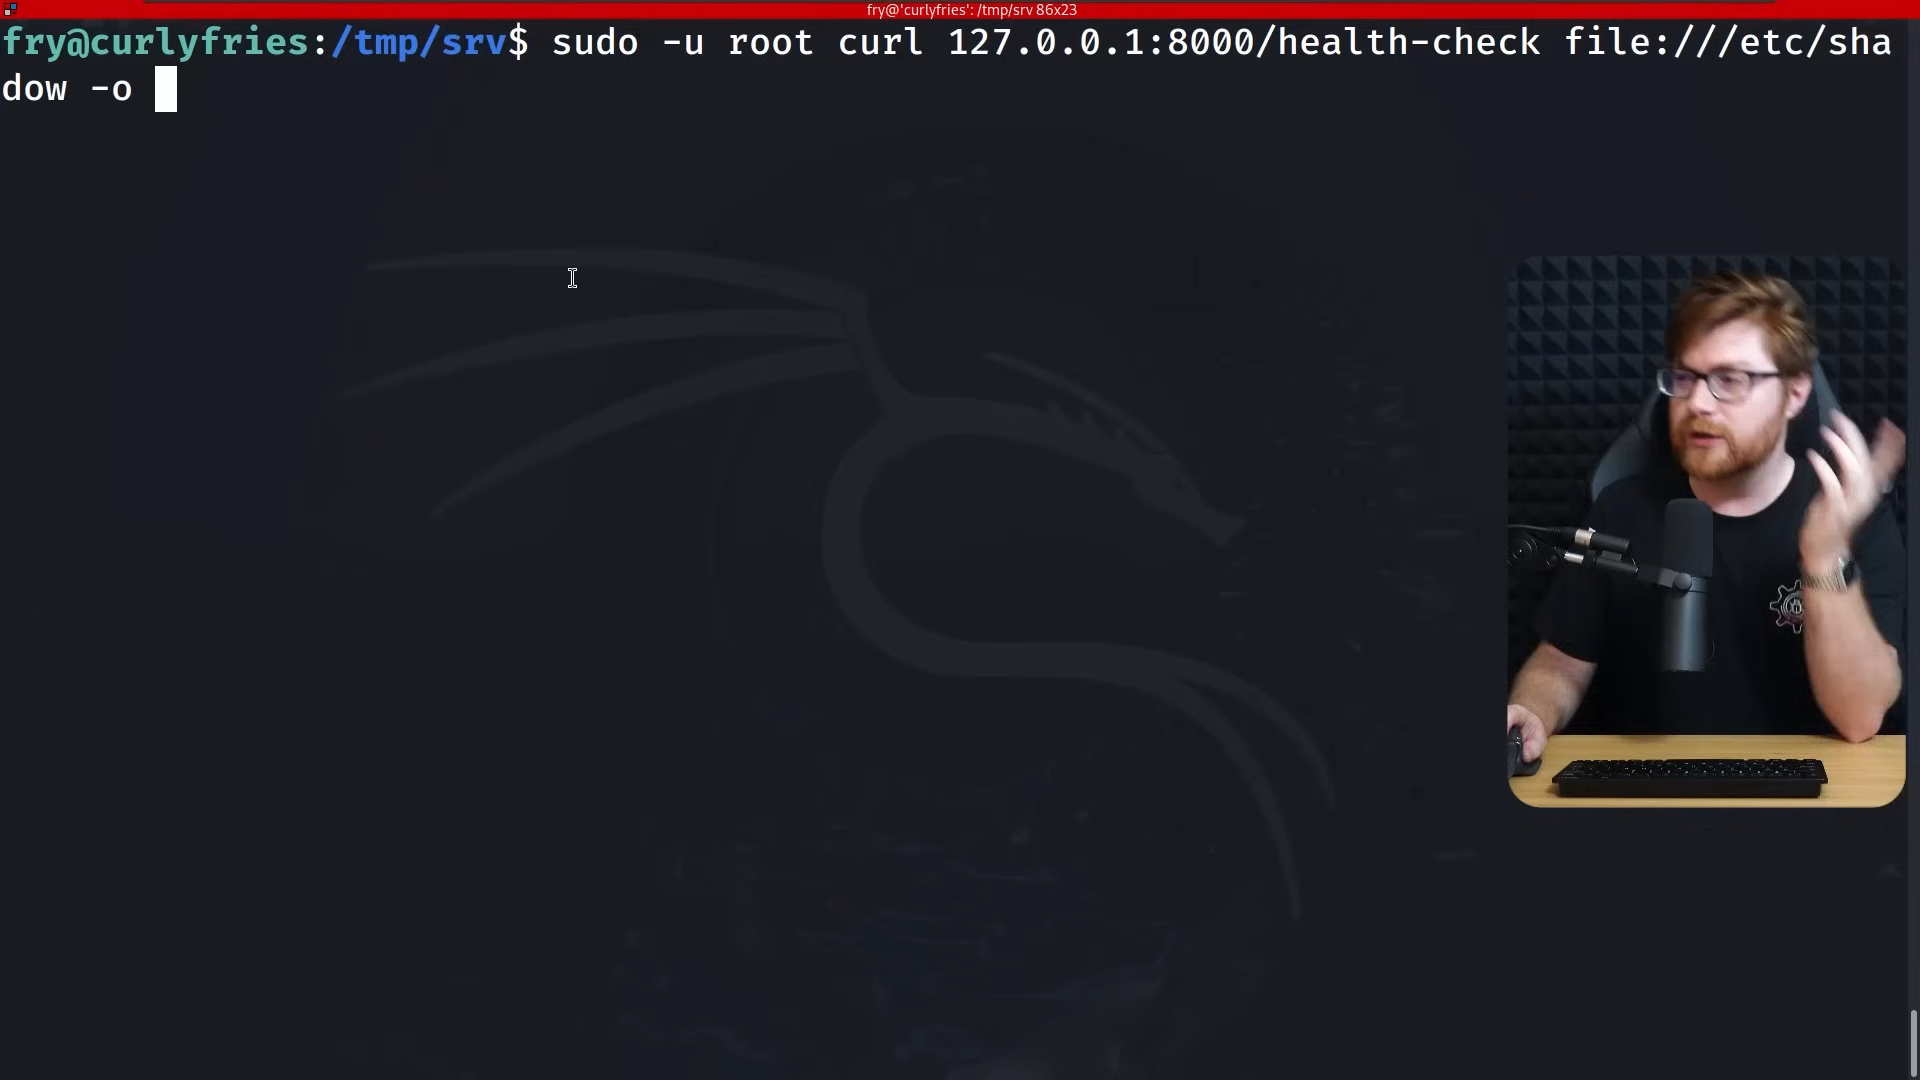 fry@'curlyfries': /tmp/srv 86x23
fry@curlyfries:/tmp/srv$ sudo -u root curl 127.0.0.1:8000/health-check file:///etc/sha
dow -o